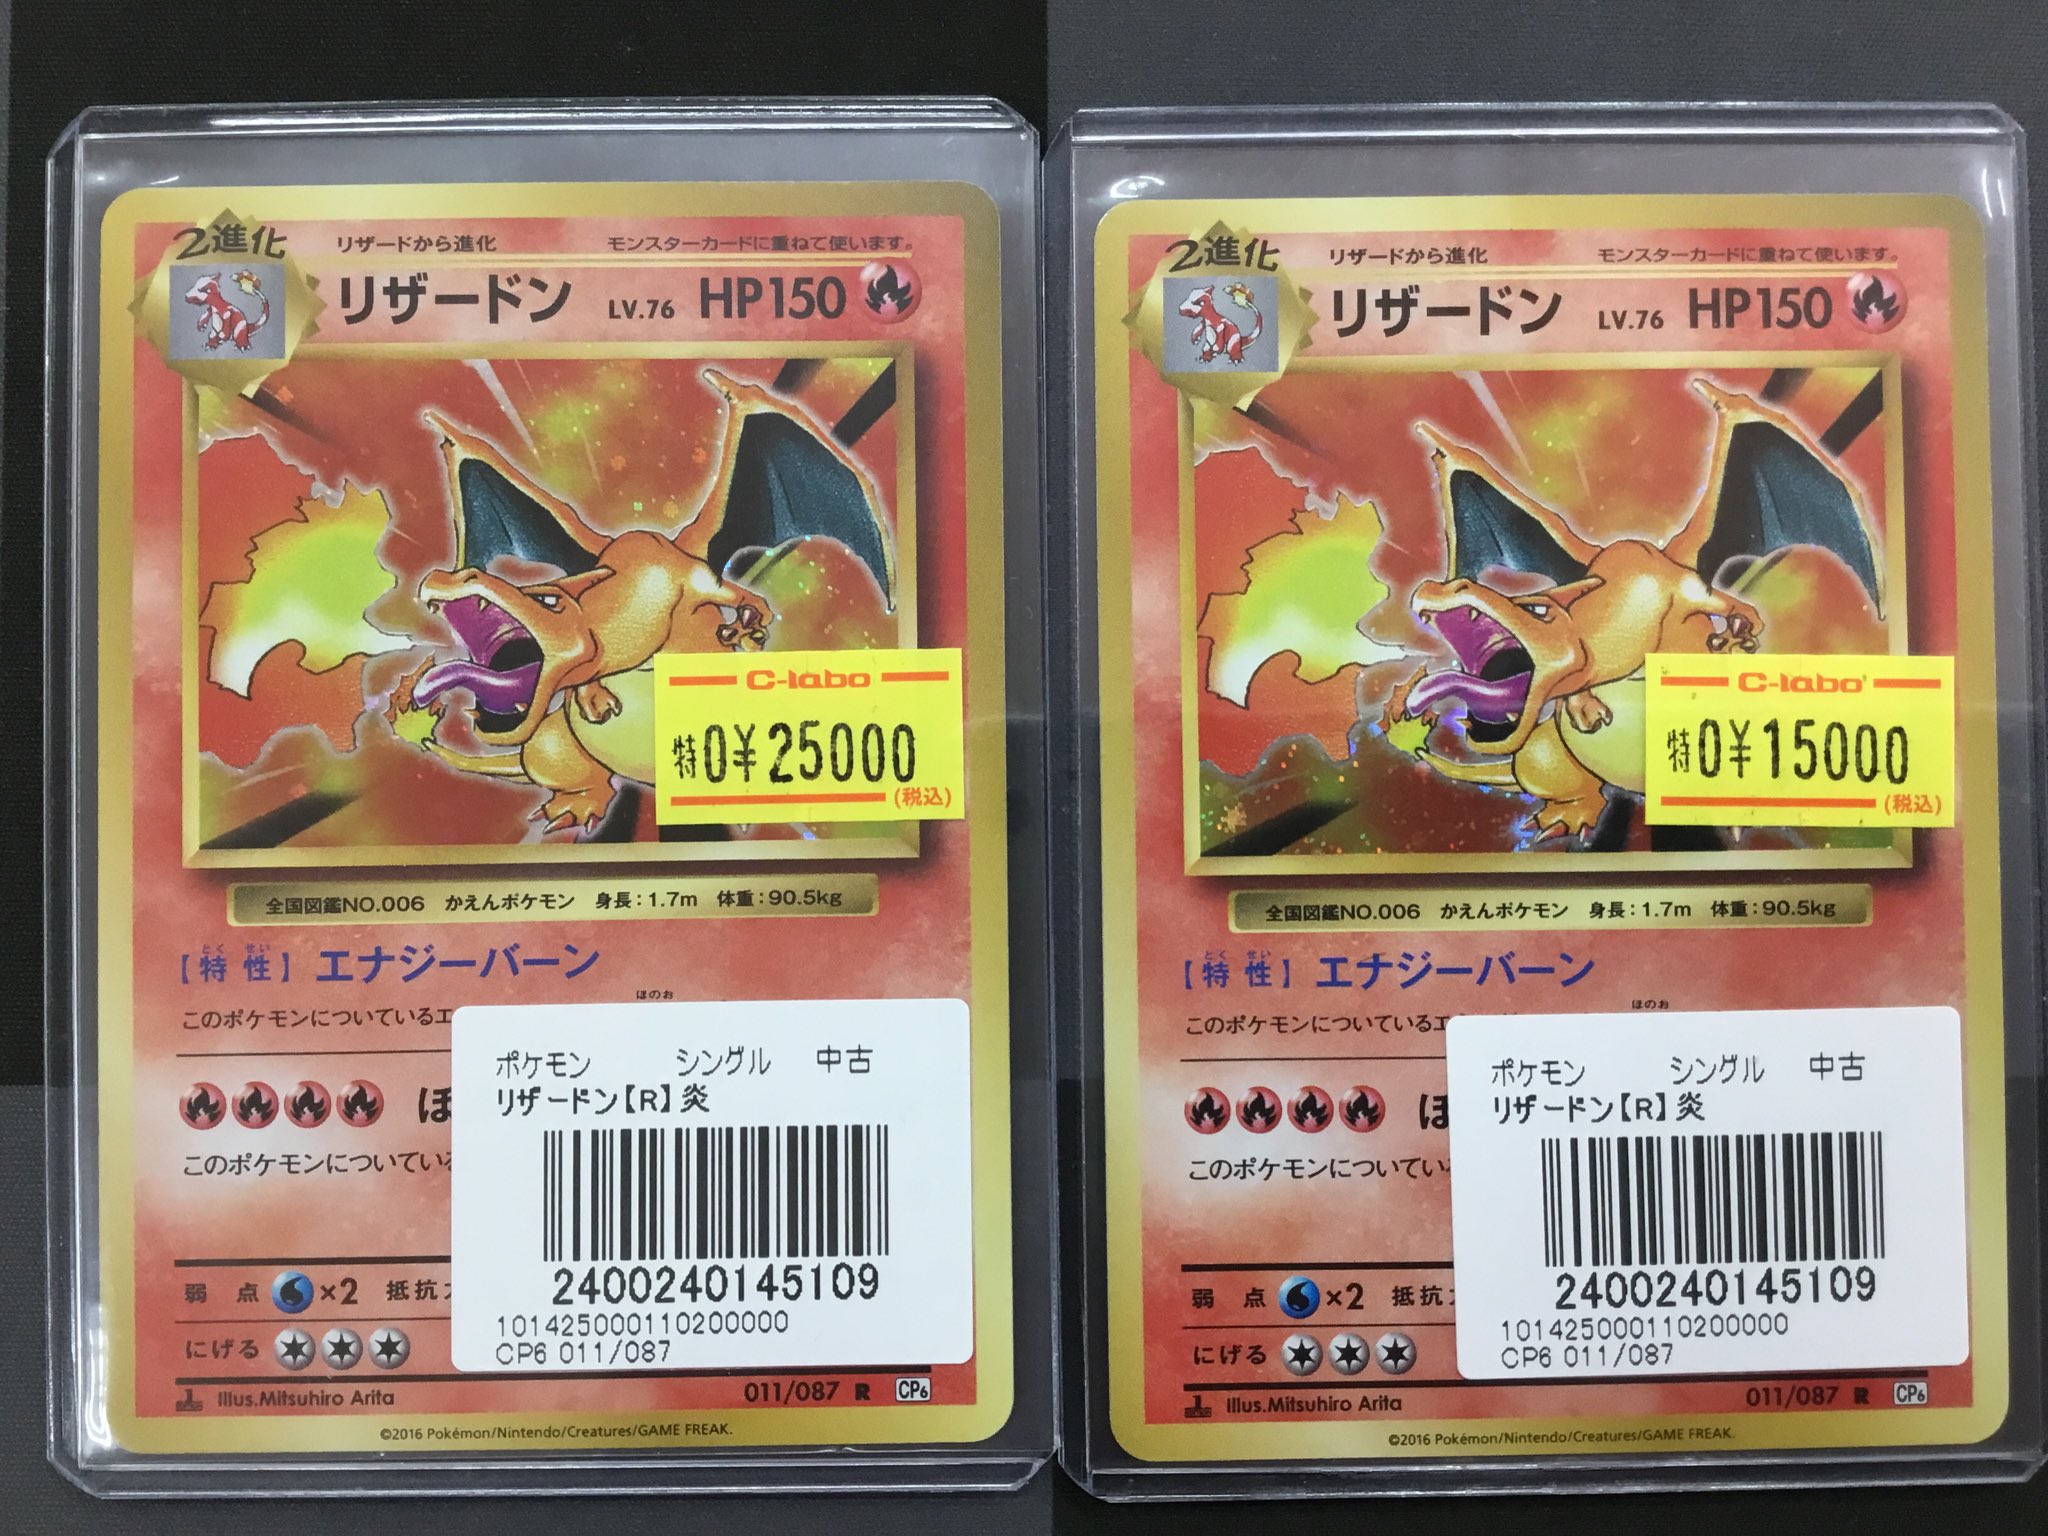 2進化
リザードから進化
モンスターカードに重ねて使います。
リザードン LV.76 HP150
C-labo
特0¥25000
(税込)
全国図鑑NO.006 かえんポケモン 身長:1.7m 体重:90.5kg
とく せい
【特性】 エナジーバーン
ほのお
このポケモンについているエ
ほ
このポケモンについている
ポケモン シングル 中古
リザードン【R】炎
2400240145109
101425000110200000
CP6 011/087
弱点 ×2 抵抗力
にげる
Illus.Mitsuhiro Arita
011/087 R CP6
©2016 Pokémon/Nintendo/Creatures/GAME FREAK.
2進化
リザードから進化
モンスターカードに重ねて使います。
リザードン LV.76 HP150
C-labo
特0¥15000
(税込)
全国図鑑NO.006 かえんポケモン 身長:1.7m 体重:90.5kg
とく せい
【特性】 エナジーバーン
ほのお
このポケモンについているエ
ほ
このポケモンについている
ポケモン シングル 中古
リザードン【R】炎
2400240145109
101425000110200000
CP6 011/087
弱点 ×2 抵抗
にげる
Illus.Mitsuhiro Arita
011/087 R CP6
©2016 Pokémon/Nintendo/Creatures/GAME FREAK.